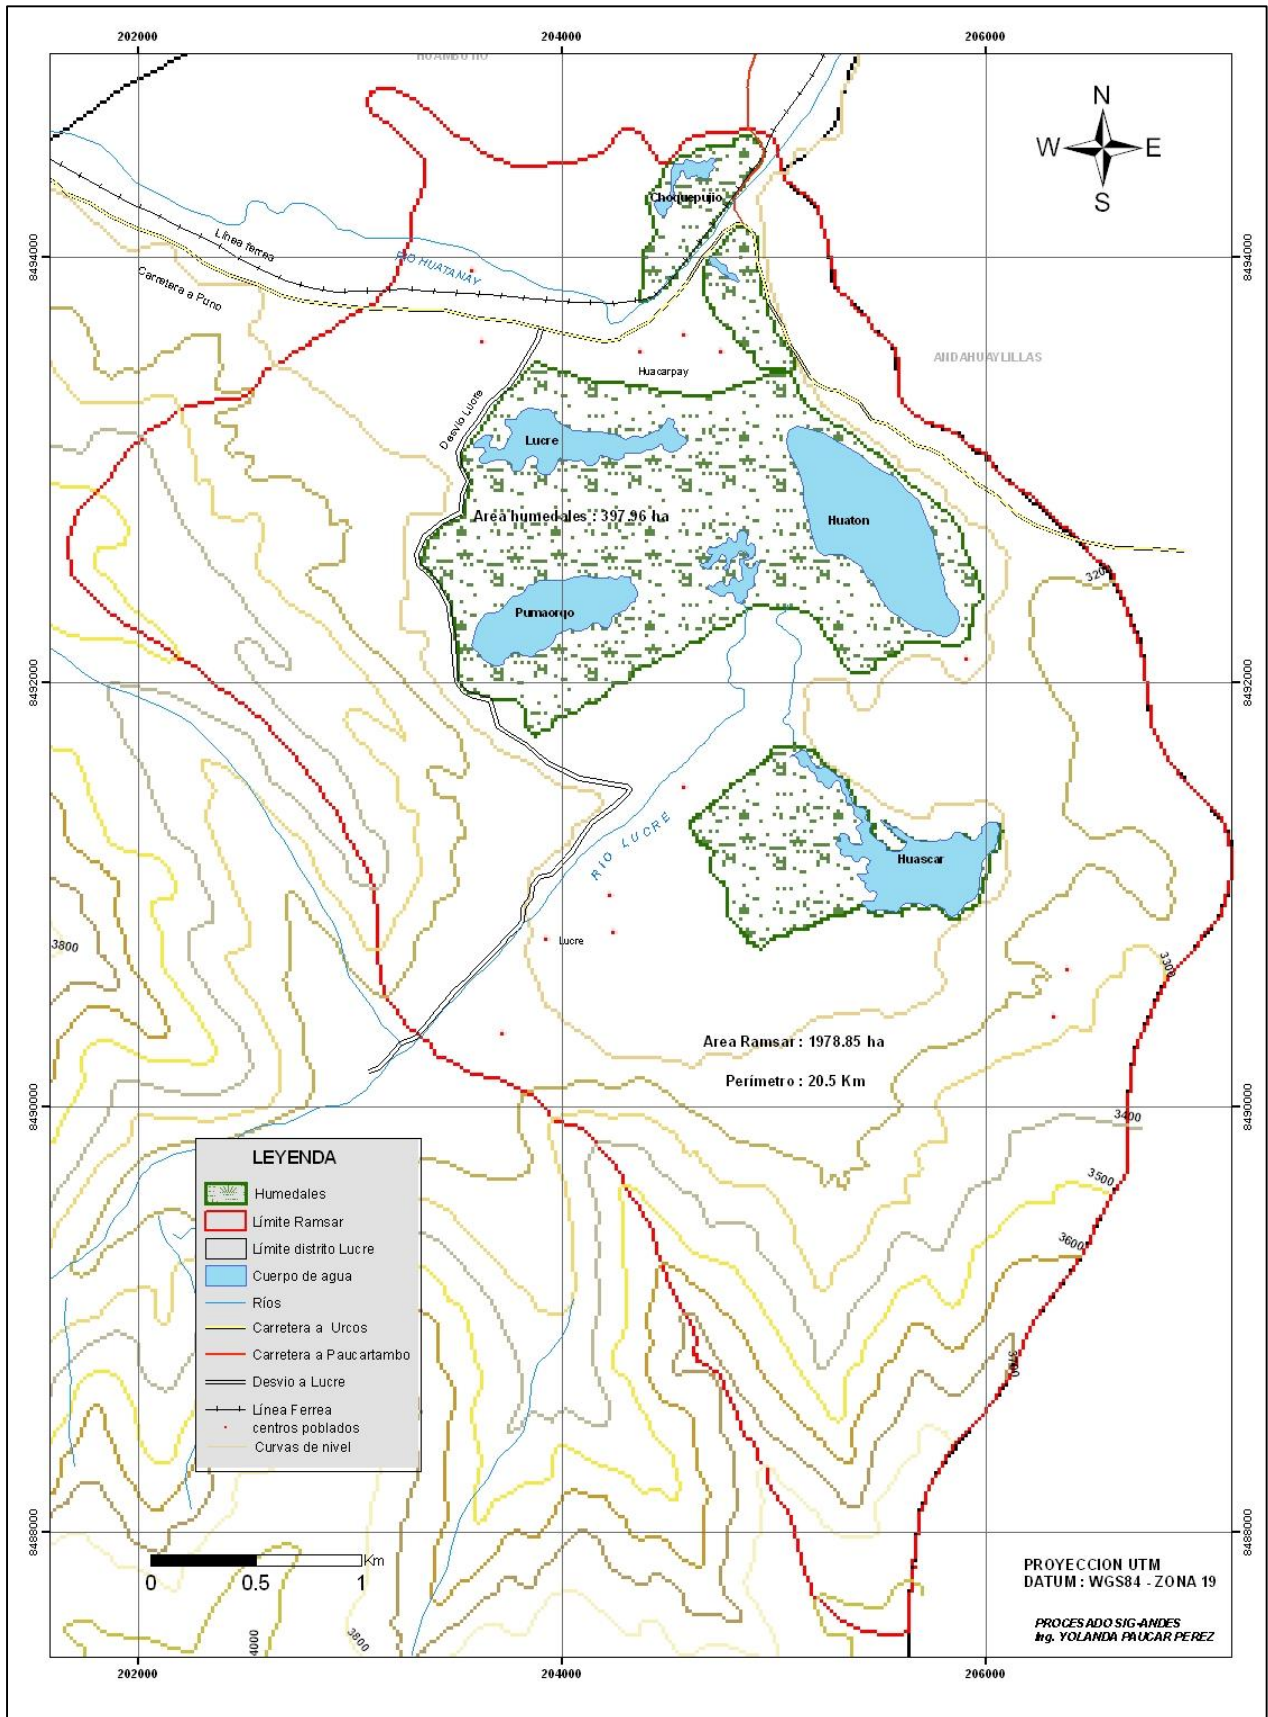 202000
204000
206000
HUAMBUTIO
N
W
E
S
Choquepujio
8494000
8494000
Línea ferrea
RIO HUATANAY
Carretera a Puno
ANDAHUAYLILLAS
Huacarpay
Desvio Lucre
Lucre
Area humedales : 397.96 ha
Huaton
3200
Pumaorqo
8492000
8492000
RIO LUCRE
Huascar
3800
Lucre
3300
Area Ramsar : 1978.85 ha
Perímetro : 20.5 Km
8490000
8490000
3400
3500
3600
3700
LEYENDA
Humedales
Límite Ramsar
Límite distrito Lucre
Cuerpo de agua
Ríos
Carretera a Urcos
Carretera a Paucartambo
Desvio a Lucre
Línea Ferrea
centros poblados
Curvas de nivel
8488000
8488000
Km
0 0.5 1
4000
3800
PROYECCION UTM
DATUM : WGS84 - ZONA 19
PROCESADO SIG-ANDES
Ing. YOLANDA PAUCAR PEREZ
202000
204000
206000